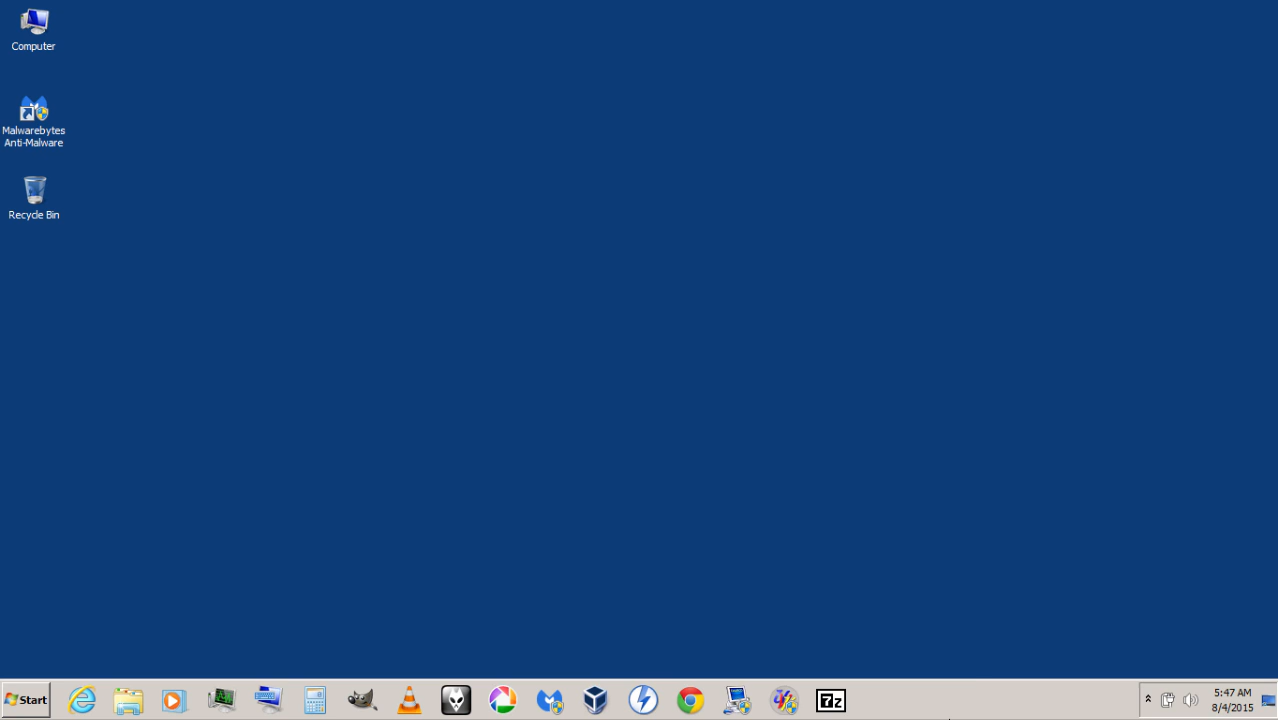 Computer
Malwarebytes
Anti-Malware
Recycle Bin
Start
7z
5:47 AM
8/4/2015